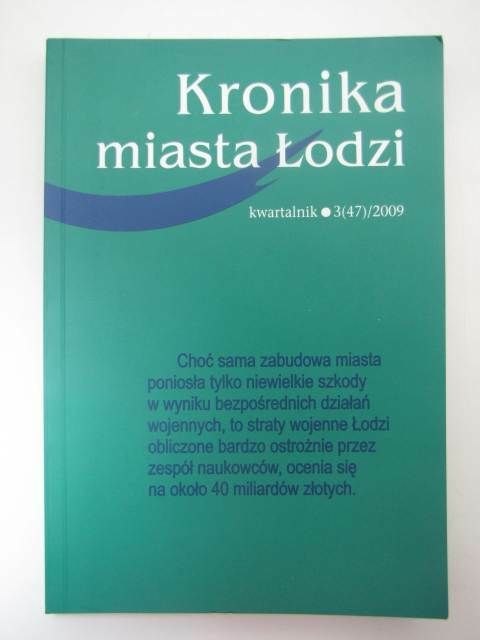 Kronika
miasta Łodzi
kwartalnik ● 3(47)/2009
Choć sama zabudowa miasta
poniosła tylko niewielkie szkody
w wyniku bezpośrednich działań
wojennych, to straty wojenne Łodzi
obliczone bardzo ostrożnie przez
zespół naukowców, ocenia się
na około 40 miliardów złotych.